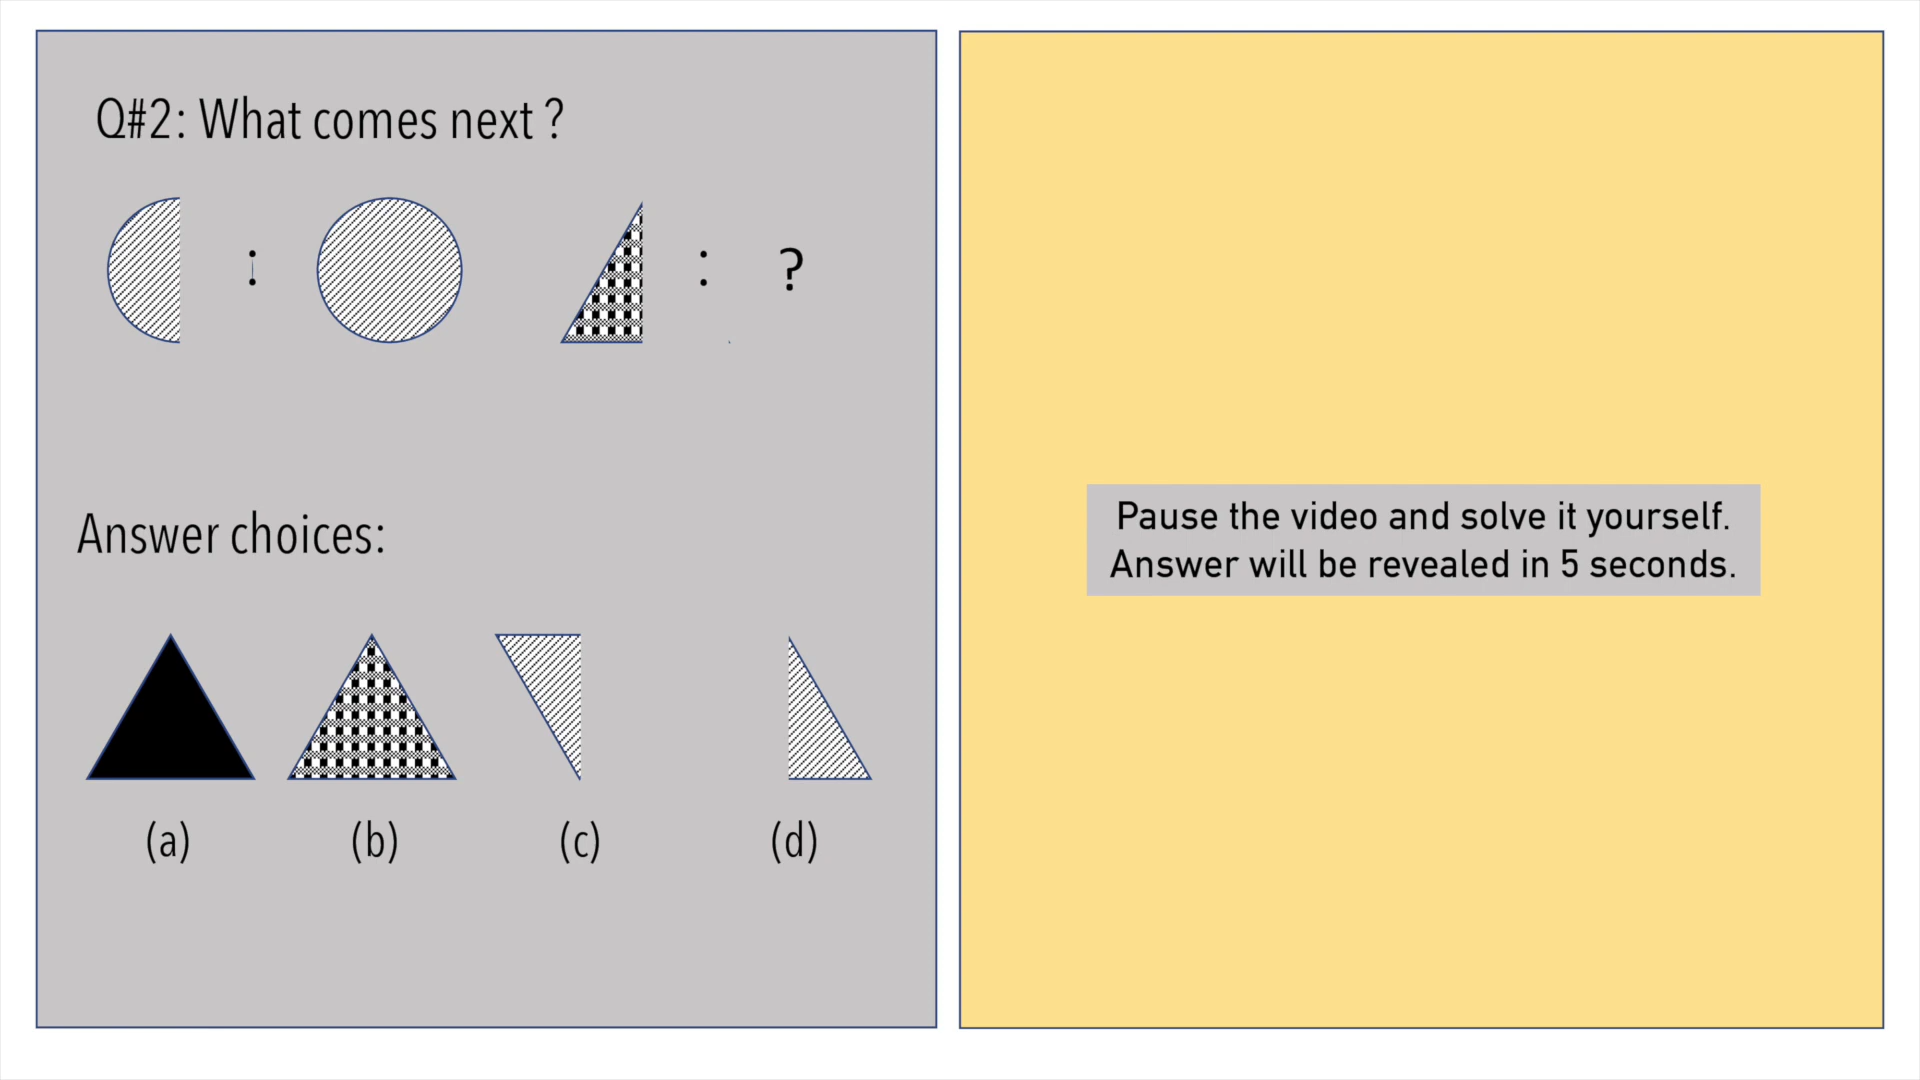 Q#2: What comes next ?
: : ?
Answer choices:
(a) (b) (c) (d)
Pause the video and solve it yourself.
Answer will be revealed in 5 seconds.